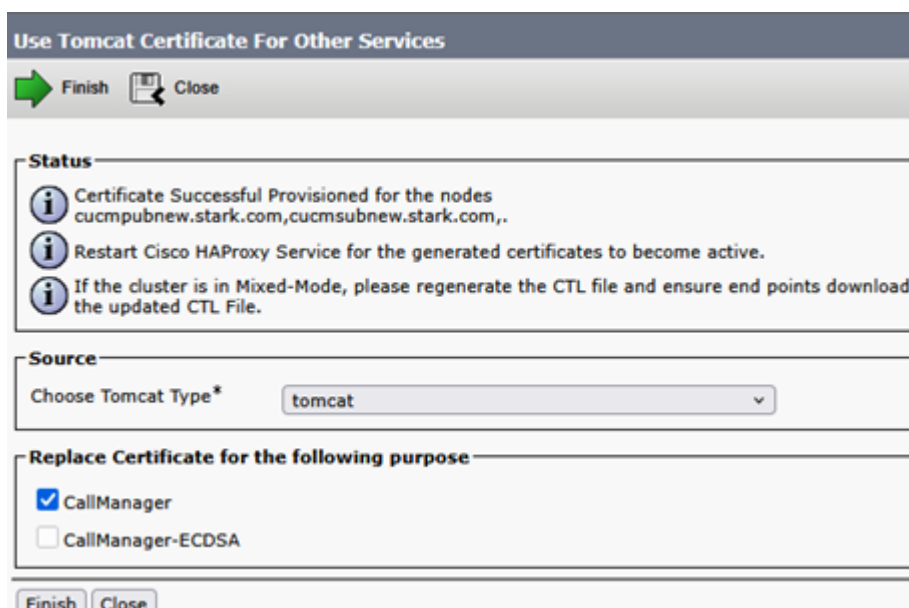 Use Tomcat Certificate For Other Services
Finish Close
Status
Certificate Successful Provisioned for the nodes
cucmpubnew.stark.com,cucmsubnew.stark.com,.
Restart Cisco HAProxy Service for the generated certificates to become active.
If the cluster is in Mixed-Mode, please regenerate the CTL file and ensure end points download
the updated CTL File.
Source
Choose Tomcat Type* tomcat
Replace Certificate for the following purpose
CallManager
CallManager-ECDSA
Finish Close